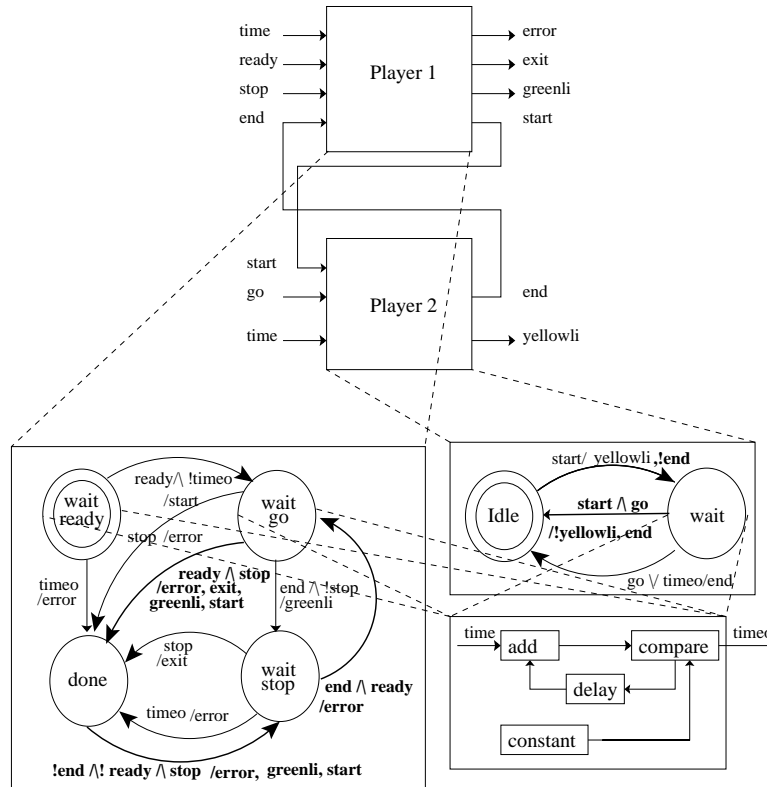 time
ready
stop
end
Player 1
error
exit
greenli
start
start
go
time
Player 2
end
yellowli
wait
ready
ready/\ !timeo
/start
wait
go
stop /error
timeo
/error
ready /\ stop
/error, exit,
greenli, start
end /\ !stop
/greenli
done
stop
/exit
wait
stop
timeo /error
end /\ ready
/error
!end /\! ready /\stop /error, greenli, start
start/ yellowli ,!end
Idle
start /\ go
/!yellowli, end
wait
go \/ timeo/end
time
add
compare
timeo
delay
constant